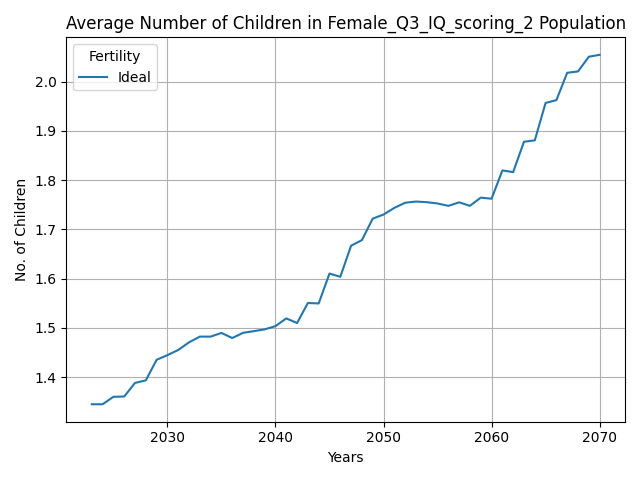 Average Number of Children in Female_Q3_IQ_scoring_2 Population
Fertility
Ideal
No. of Children
2.0
1.9
1.8
1.7
1.6
1.5
1.4
2030 2040 2050 2060 2070
Years